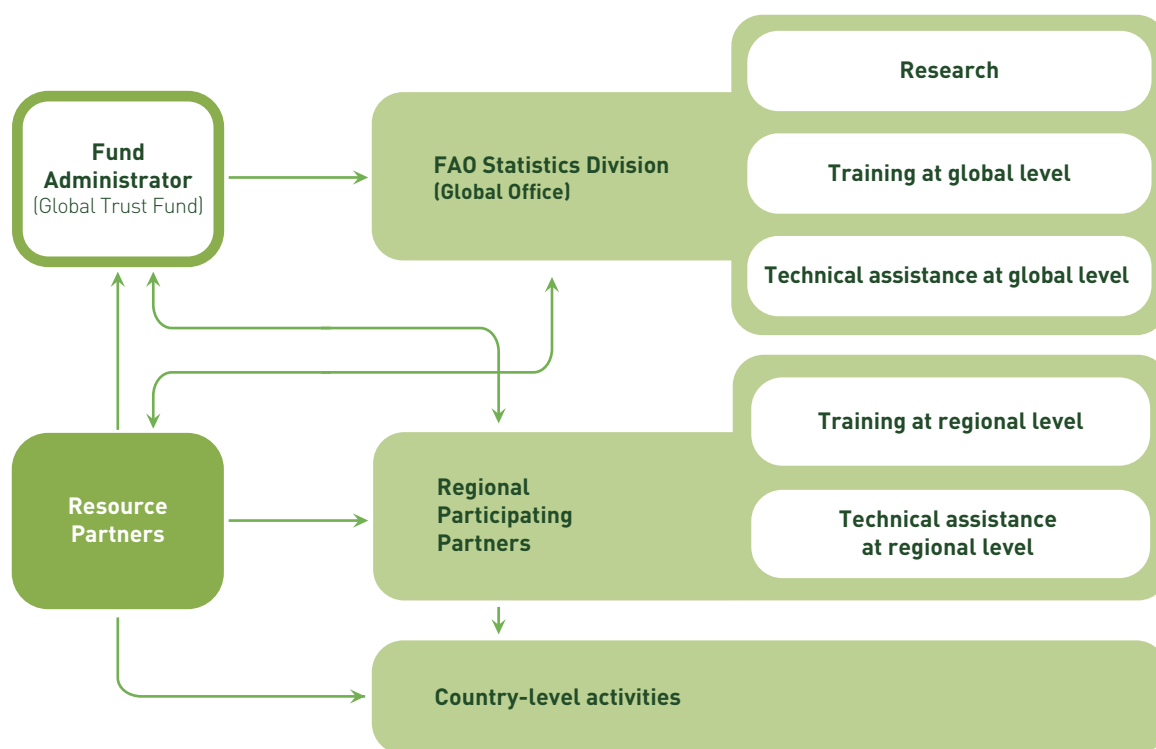 Fund
Administrator
(Global Trust Fund)
FAO Statistics Division
(Global Office)
Research
Training at global level
Technical assistance at global level
Resource
Partners
Regional
Participating
Partners
Training at regional level
Technical assistance
at regional level
Country-level activities